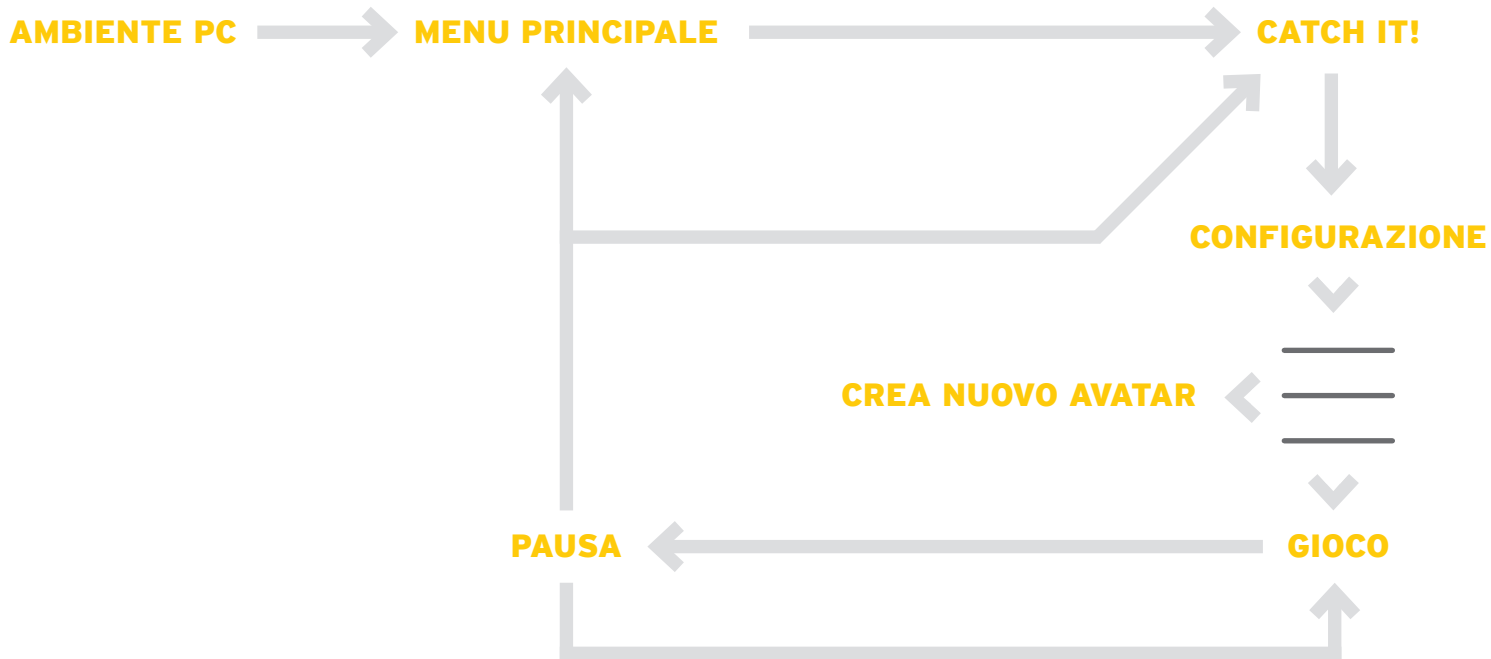 AMBIENTE PC
MENU PRINCIPALE
CATCH IT!
CONFIGURAZIONE
CREA NUOVO AVATAR
PAUSA
GIOCO